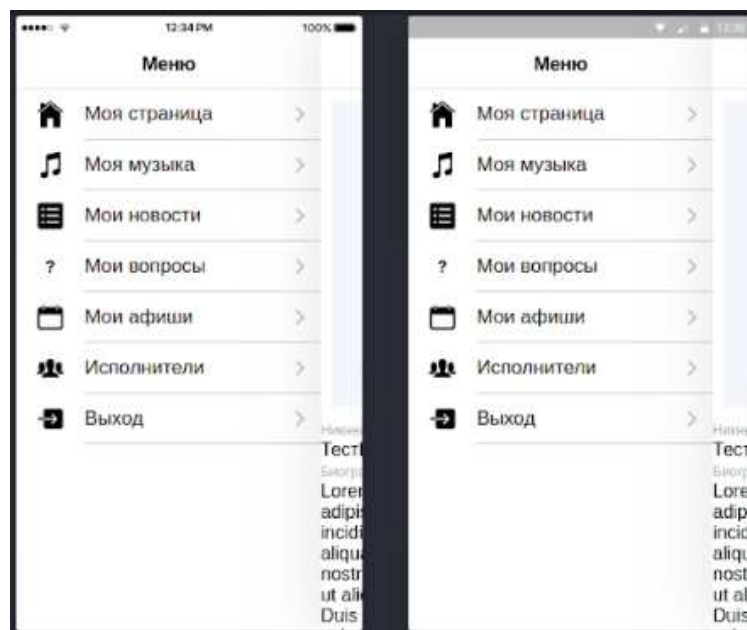 12:34 PM 100%
Меню
Моя страница
Моя музыка
Мои новости
? Мои вопросы
Мои афиши
Исполнители
Выход
Тест
Lorer
adipis
incidi
aliqua
nostr
ut ali
Duis
Меню
Моя страница
Моя музыка
Мои новости
? Мои вопросы
Мои афиши
Исполнители
Выход
Тест
Lore
adip
incid
aliqu
nost
ut al
Duis